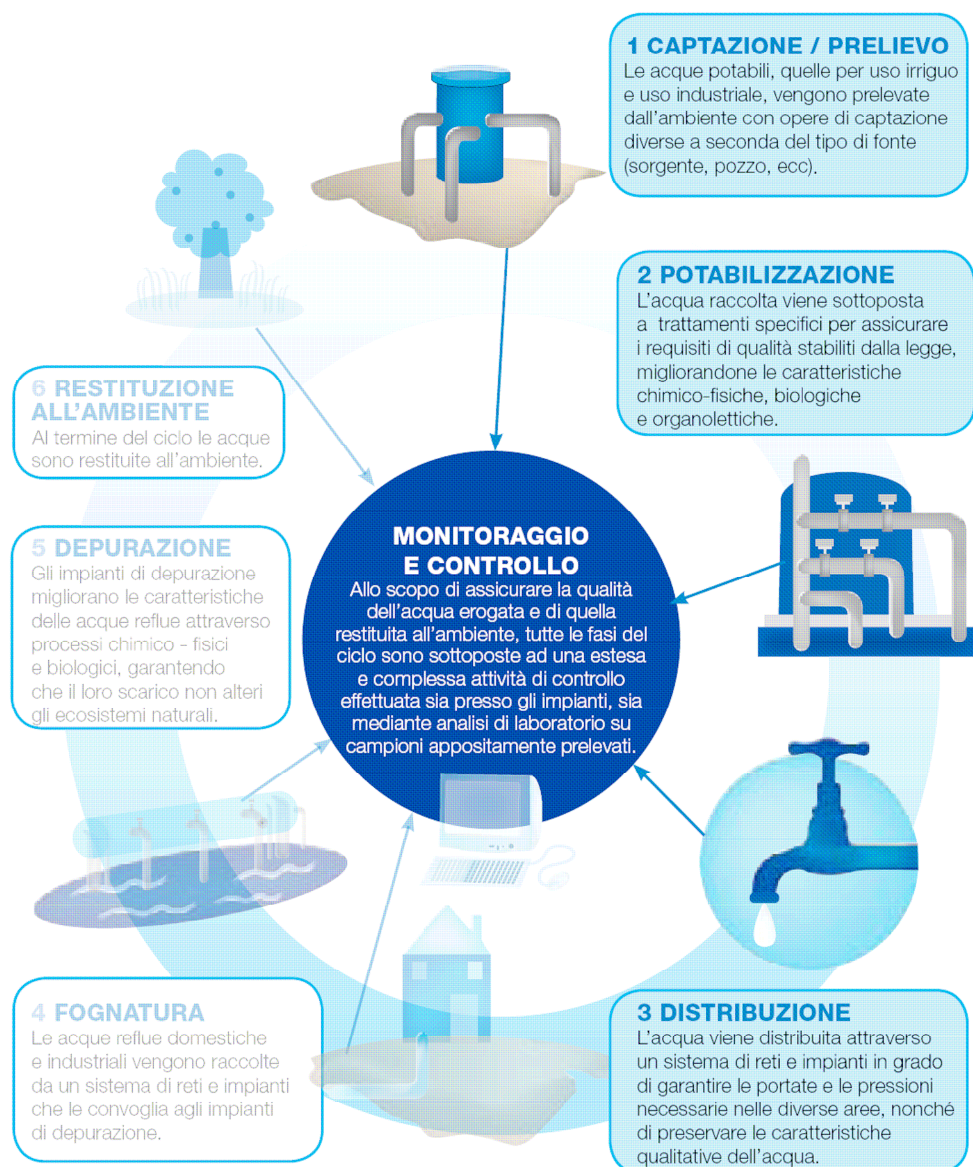 1 CAPTAZIONE / PRELIEVO
Le acque potabili, quelle per uso irriguo
e uso industriale, vengono prelevate
dall'ambiente con opere di captazione
diverse a seconda del tipo di fonte
(sorgente, pozzo, ecc).
2 POTABILIZZAZIONE
L'acqua raccolta viene sottoposta
a trattamenti specifici per assicurare
i requisiti di qualità stabiliti dalla legge,
migliorandone le caratteristiche
chimico-fisiche, biologiche
e organolettiche.
3 DISTRIBUZIONE
L'acqua viene distribuita attraverso
un sistema di reti e impianti in grado
di garantire le portate e le pressioni
necessarie nelle diverse aree, nonché
di preservare le caratteristiche
qualitative dell'acqua.
4 FOGNATURA
Le acque reflue domestiche
e industriali vengono raccolte
da un sistema di reti e impianti
che le convoglia agli impianti
di depurazione.
5 DEPURAZIONE
Gli impianti di depurazione
migliorano le caratteristiche
delle acque reflue attraverso
processi chimico - fisici
e biologici, garantendo
che il loro scarico non alteri
gli ecosistemi naturali.
6 RESTITUZIONE
ALL'AMBIENTE
Al termine del ciclo le acque
sono restituite all'ambiente.
MONITORAGGIO
E CONTROLLO
Allo scopo di assicurare la qualità
dell'acqua erogata e di quella
restituita all'ambiente, tutte le fasi del
ciclo sono sottoposte ad una estesa
e complessa attività di controllo
effettuata sia presso gli impianti, sia
mediante analisi di laboratorio su
campioni appositamente prelevati.